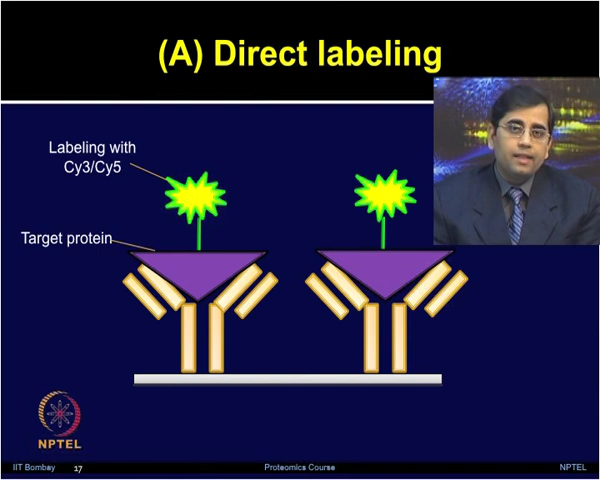 (A) Direct labeling
Labeling with
Cy3/Cy5
Target protein
NPTEL
IIT Bombay 17 Proteomics Course NPTEL